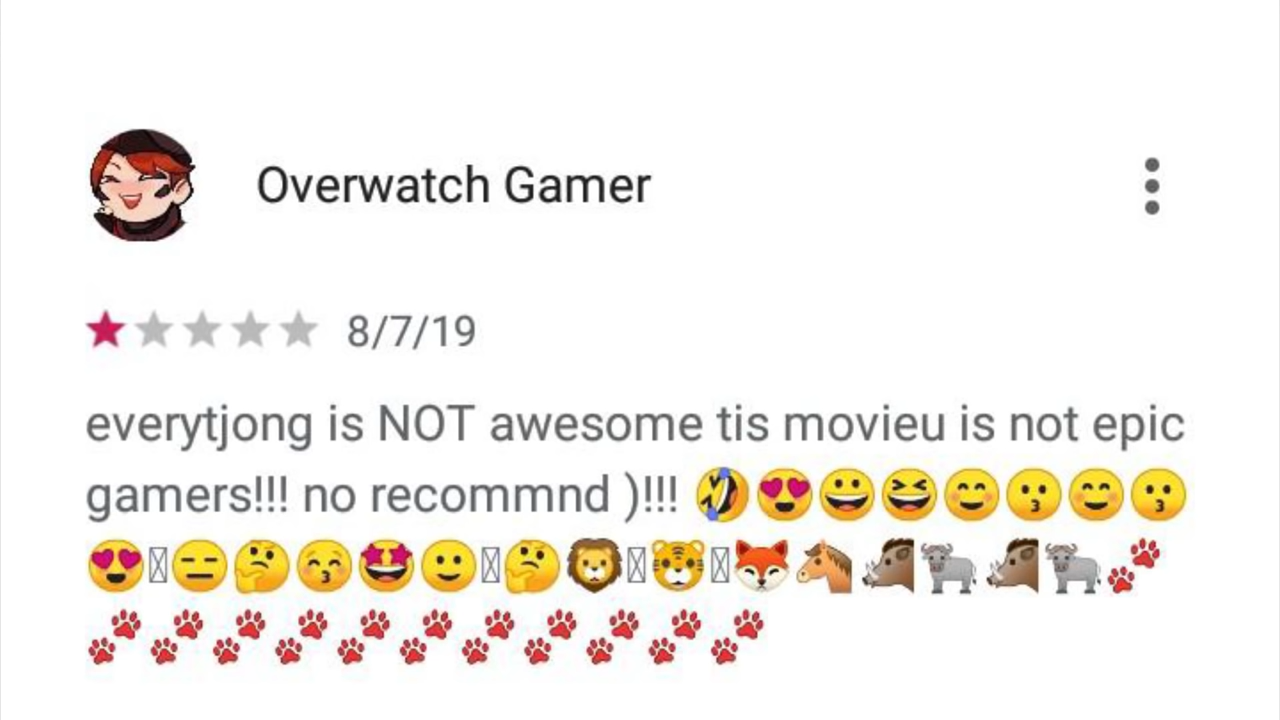 Overwatch Gamer
8/7/19
everytjong is NOT awesome tis movieu is not epic
gamers!!! no recommnd )!!! 🤣😍😀😆😊😗😊😗
😍▯😑🤔😙🤩🙂▯🤔🦁▯🐯▯🦊🐴🐗🐃🐗🐃🐾
🐾🐾🐾🐾🐾🐾🐾🐾🐾🐾🐾